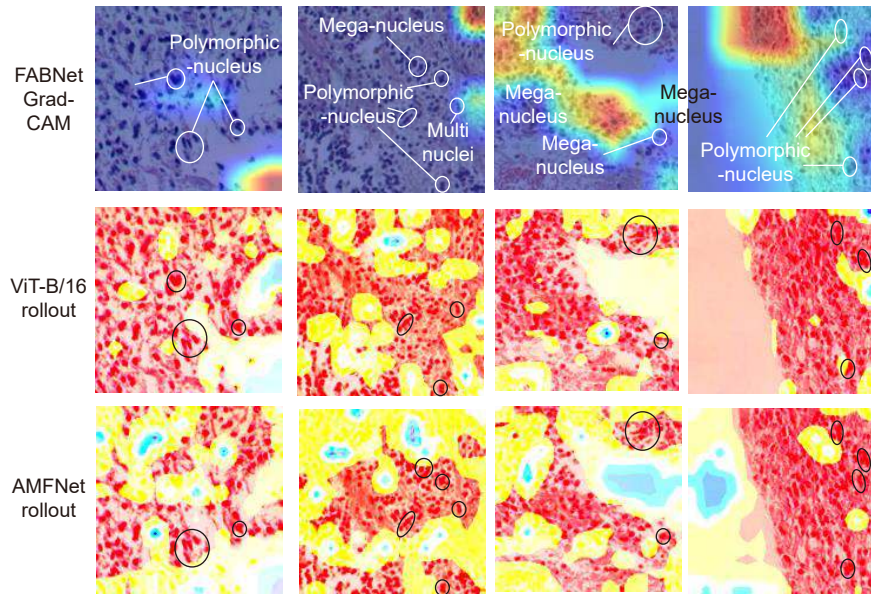 FABNet
Grad-
CAM
Polymorphic
-nucleus
Mega-nucleus
Polymorphic
-nucleus
Multi
nuclei
Polymorphic
-nucleus
Mega-
nucleus
Mega-
nucleus
Mega-
nucleus
Polymorphic
-nucleus
ViT-B/16
rollout
AMFNet
rollout